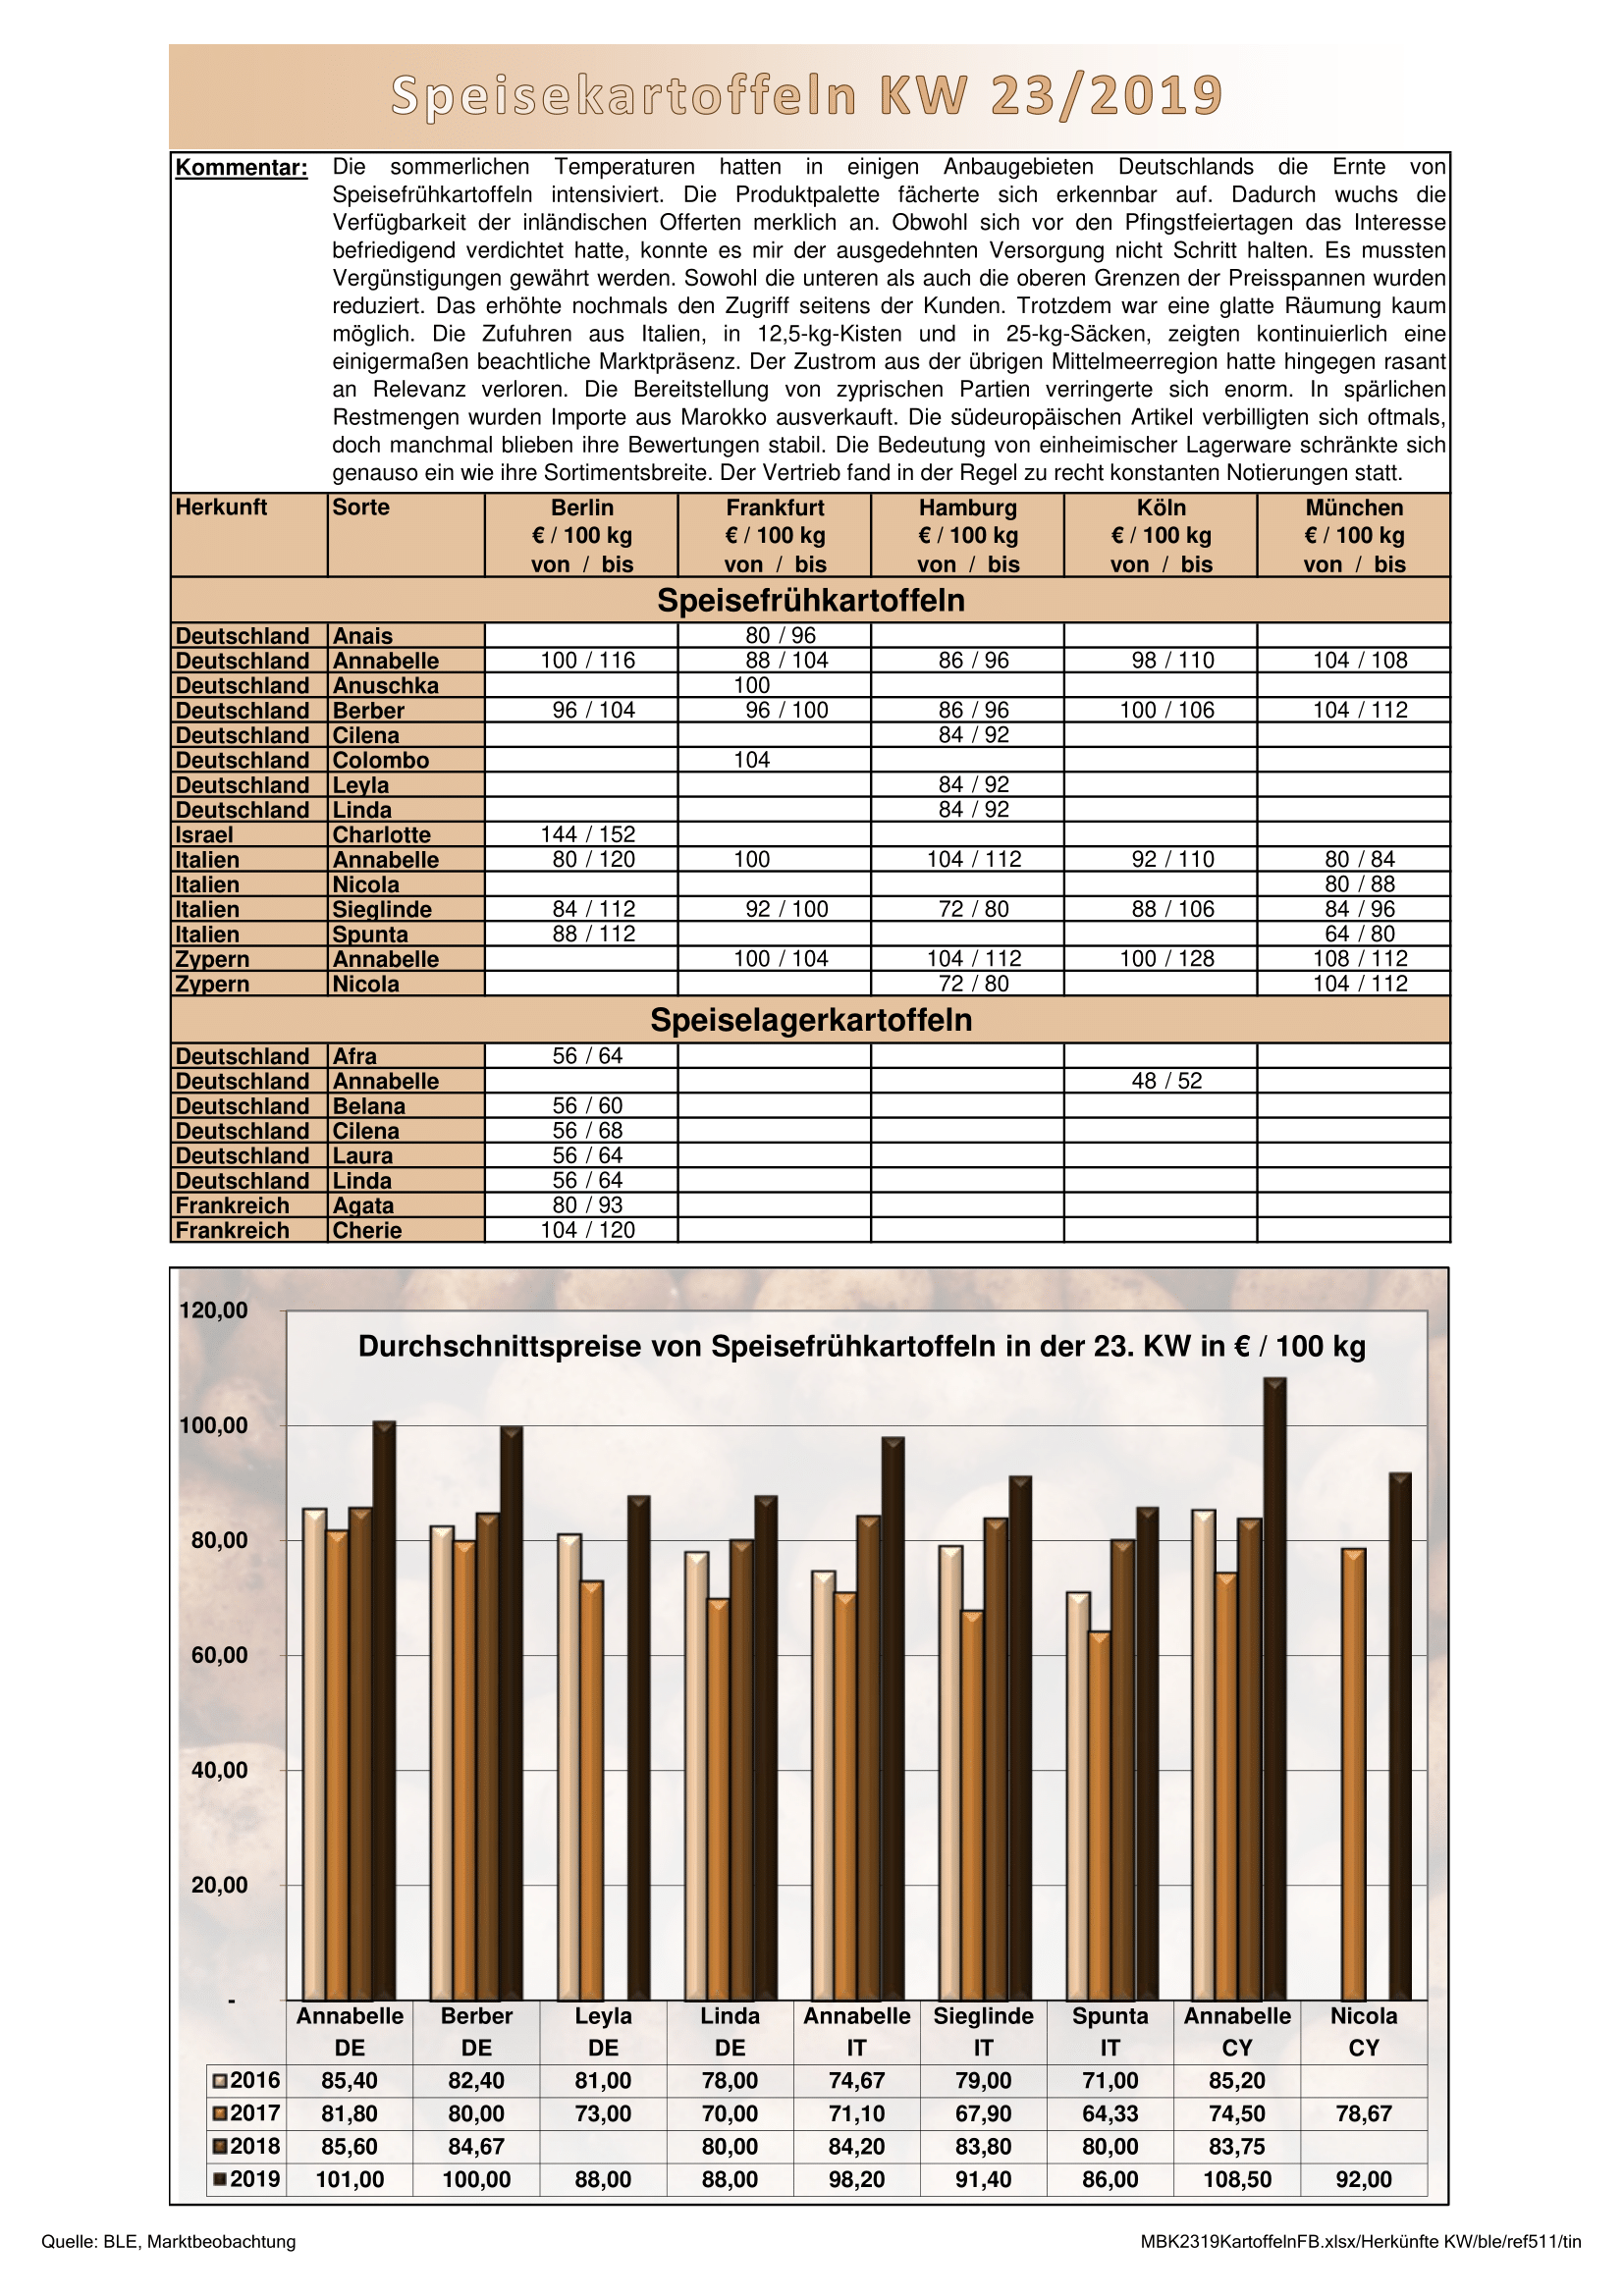 Speisekartoffeln KW 23/2019
Kommentar: Die sommerlichen Temperaturen hatten in einigen Anbaugebieten Deutschlands die Ernte von
Speisefrühkartoffeln intensiviert. Die Produktpalette fächerte sich erkennbar auf. Dadurch wuchs die
Verfügbarkeit der inländischen Offerten merklich an. Obwohl sich vor den Pfingstfeiertagen das Interesse
befriedigend verdichtet hatte, konnte es mir der ausgedehnten Versorgung nicht Schritt halten. Es mussten
Vergünstigungen gewährt werden. Sowohl die unteren als auch die oberen Grenzen der Preisspannen wurden
reduziert. Das erhöhte nochmals den Zugriff seitens der Kunden. Trotzdem war eine glatte Räumung kaum
möglich. Die Zufuhren aus Italien, in 12,5-kg-Kisten und in 25-kg-Säcken, zeigten kontinuierlich eine
einigermaßen beachtliche Marktpräsenz. Der Zustrom aus der übrigen Mittelmeerregion hatte hingegen rasant
an Relevanz verloren. Die Bereitstellung von zyprischen Partien verringerte sich enorm. In spärlichen
Restmengen wurden Importe aus Marokko ausverkauft. Die südeuropäischen Artikel verbilligten sich oftmals,
doch manchmal blieben ihre Bewertungen stabil. Die Bedeutung von einheimischer Lagerware schränkte sich
genauso ein wie ihre Sortimentsbreite. Der Vertrieb fand in der Regel zu recht konstanten Notierungen statt.
Herkunft Sorte Berlin Frankfurt Hamburg Köln München
€ / 100 kg € / 100 kg € / 100 kg € / 100 kg € / 100 kg
von / bis von / bis von / bis von / bis von / bis
Speisefrühkartoffeln
Deutschland Anais 80 / 96
Deutschland Annabelle 100 / 116 88 / 104 86 / 96 98 / 110 104 / 108
Deutschland Anuschka 100
Deutschland Berber 96 / 104 96 / 100 86 / 96 100 / 106 104 / 112
Deutschland Cilena 84 / 92
Deutschland Colombo 104
Deutschland Leyla 84 / 92
Deutschland Linda 84 / 92
Israel Charlotte 144 / 152
Italien Annabelle 80 / 120 100 104 / 112 92 / 110 80 / 84
Italien Nicola 80 / 88
Italien Sieglinde 84 / 112 92 / 100 72 / 80 88 / 106 84 / 96
Italien Spunta 88 / 112 64 / 80
Zypern Annabelle 100 / 104 104 / 112 100 / 128 108 / 112
Zypern Nicola 72 / 80 104 / 112
Speiselagerkartoffeln
Deutschland Afra 56 / 64
Deutschland Annabelle 48 / 52
Deutschland Belana 56 / 60
Deutschland Cilena 56 / 68
Deutschland Laura 56 / 64
Deutschland Linda 56 / 64
Frankreich Agata 80 / 93
Frankreich Cherie 104 / 120
Durchschnittspreise von Speisefrühkartoffeln in der 23. KW in € / 100 kg
120,00
100,00
80,00
60,00
40,00
20,00
-
Annabelle Berber Leyla Linda Annabelle Sieglinde Spunta Annabelle Nicola
DE DE DE DE IT IT IT CY CY
2016 85,40 82,40 81,00 78,00 74,67 79,00 71,00 85,20
2017 81,80 80,00 73,00 70,00 71,10 67,90 64,33 74,50 78,67
2018 85,60 84,67 80,00 84,20 83,80 80,00 83,75
2019 101,00 100,00 88,00 88,00 98,20 91,40 86,00 108,50 92,00
Quelle: BLE, Marktbeobachtung MBK2319KartoffelnFB.xlsx/Herkünfte KW/ble/ref511/tin